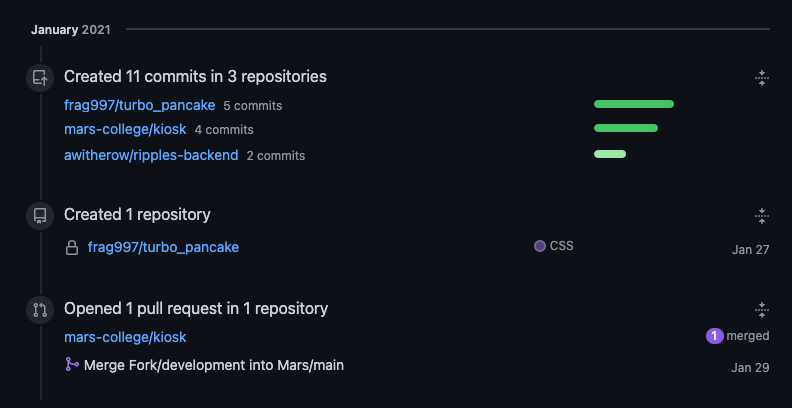 January 2021
Created 11 commits in 3 repositories
frag997/turbo_pancake 5 commits
mars-college/kiosk 4 commits
awitherow/ripples-backend 2 commits
Created 1 repository
frag997/turbo_pancake CSS Jan 27
Opened 1 pull request in 1 repository
mars-college/kiosk 1 merged
Merge Fork/development into Mars/main Jan 29